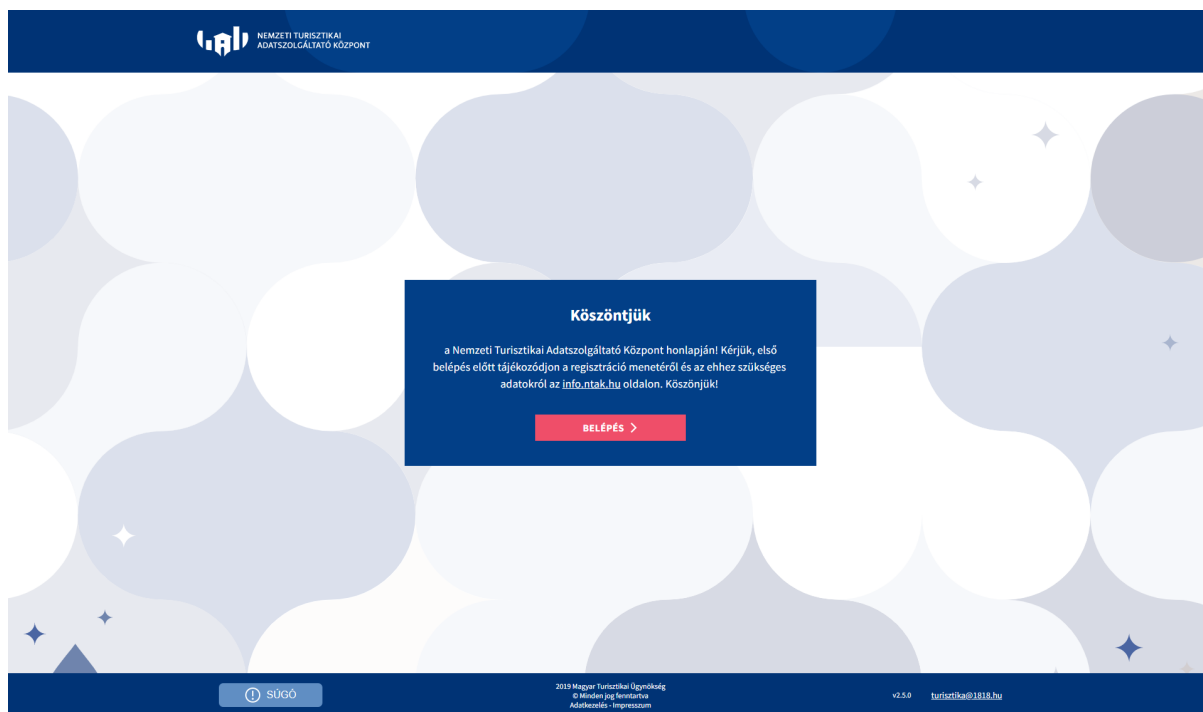 NEMZETI TURISZTIKAI
ADATSZOLGÁLTATÓ KÖZPONT
Köszöntjük
a Nemzeti Turisztikai Adatszolgáltató Központ honlapján! Kérjük, első
belépés előtt tájékozódjon a regisztráció menetéről és az ehhez szükséges
adatokról az info.ntak.hu oldalon. Köszönjük!
BELÉPÉS
SÚGÓ
2019 Magyar Turisztikai Ügynökség
© Minden jog fenntartva
Adatkezelés - Impresszum
v2.5.0
turisztika@1818.hu